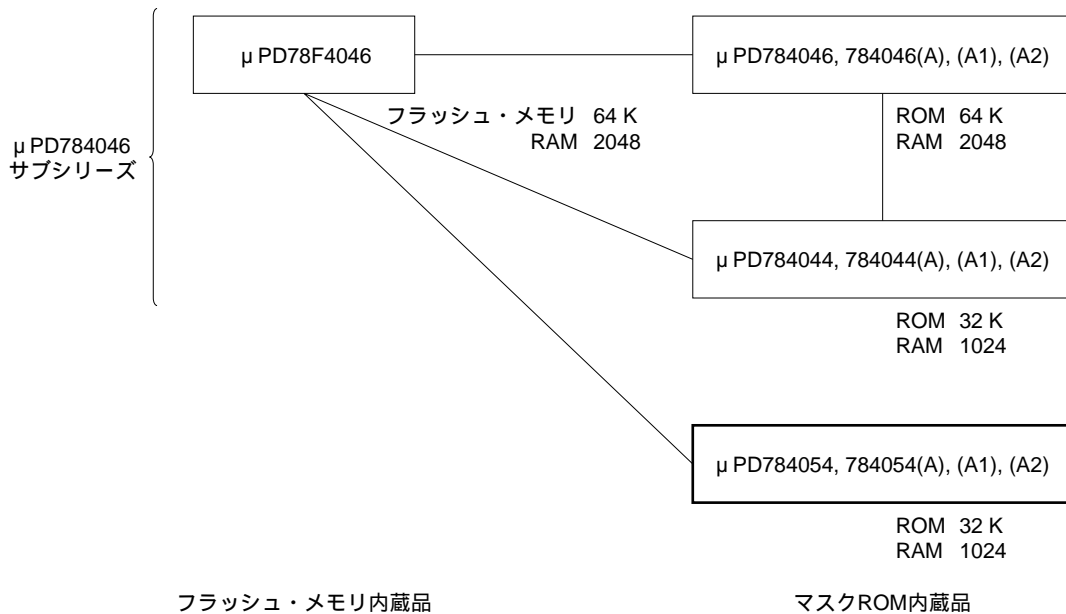 μPD78F4046
μPD784046, 784046(A), (A1), (A2)
フラッシュ・メモリ 64 K
RAM 2048
ROM 64 K
RAM 2048
μPD784046
サブシリーズ
μPD784044, 784044(A), (A1), (A2)
ROM 32 K
RAM 1024
μPD784054, 784054(A), (A1), (A2)
ROM 32 K
RAM 1024
フラッシュ・メモリ内蔵品
マスクROM内蔵品